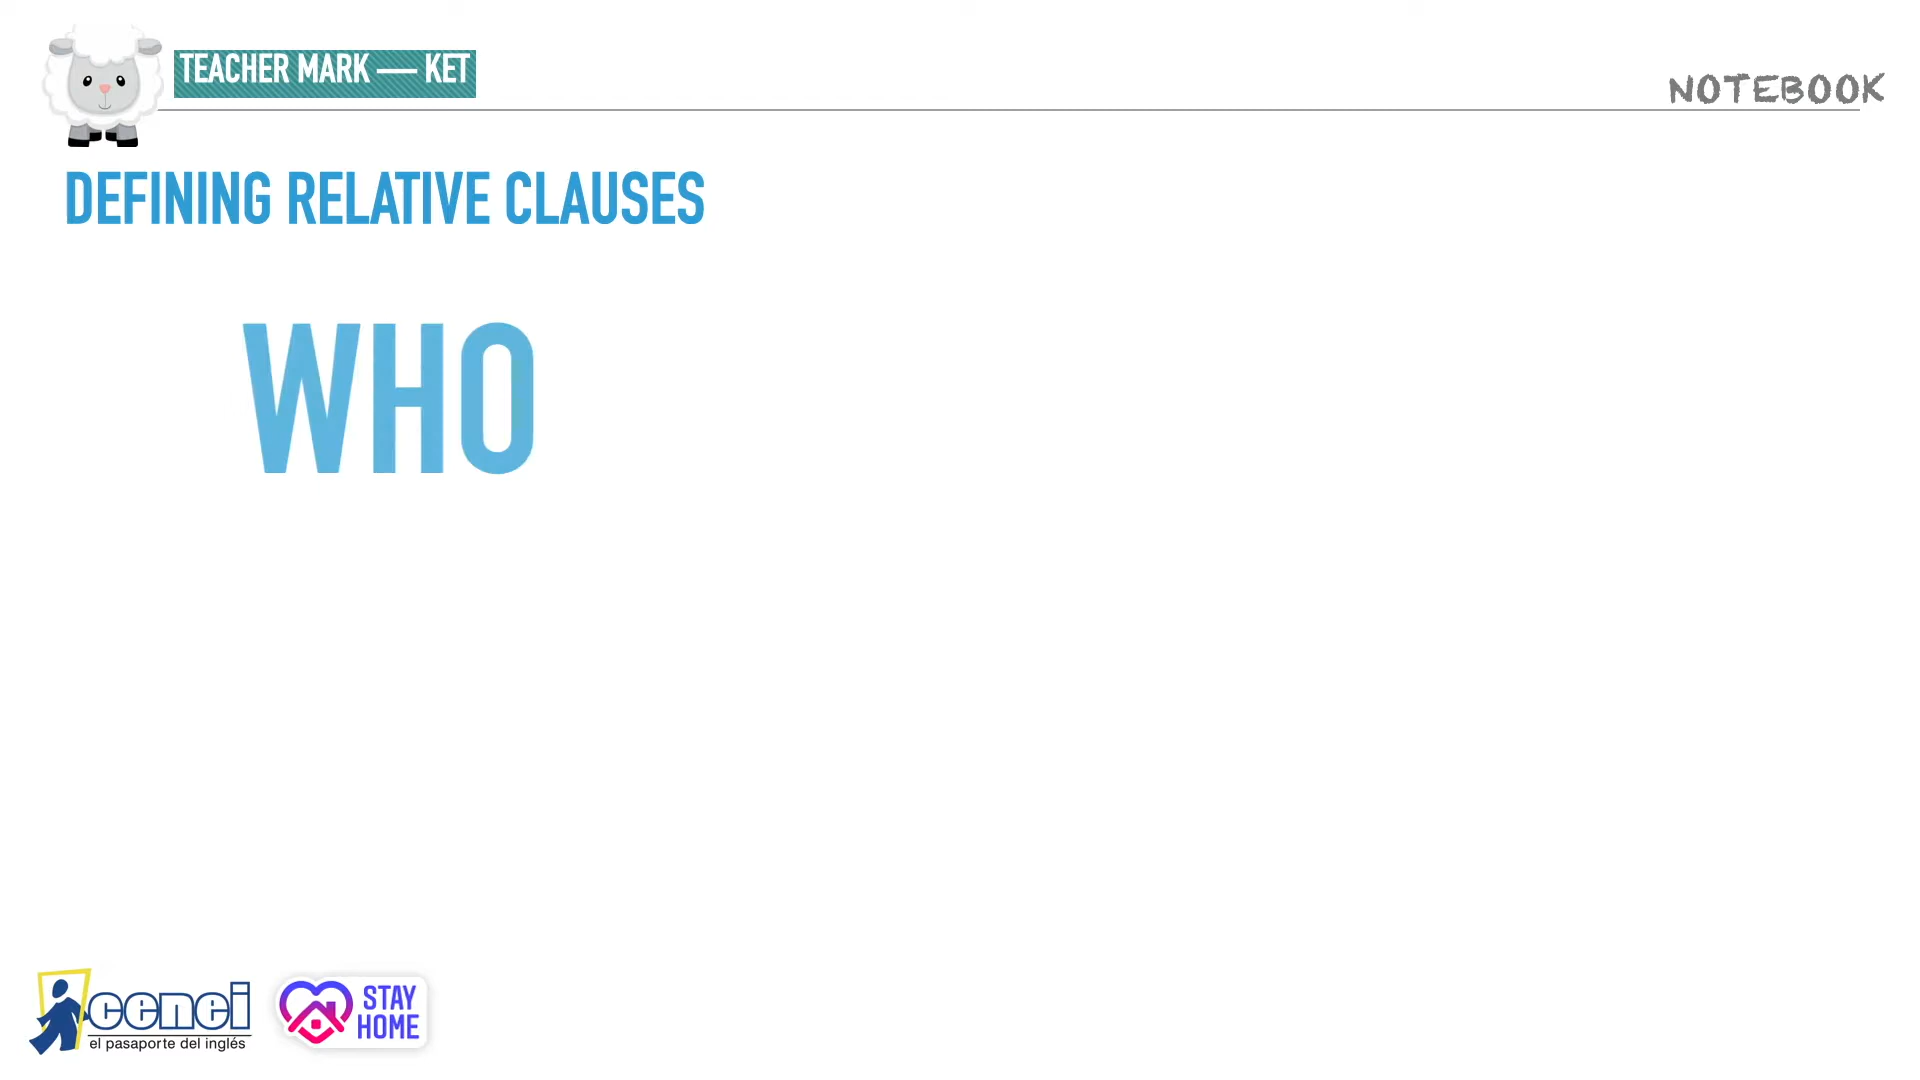 TEACHER MARK — KET
NOTEBOOK
DEFINING RELATIVE CLAUSES
WHO
cenei
el pasaporte del inglés
STAY
HOME